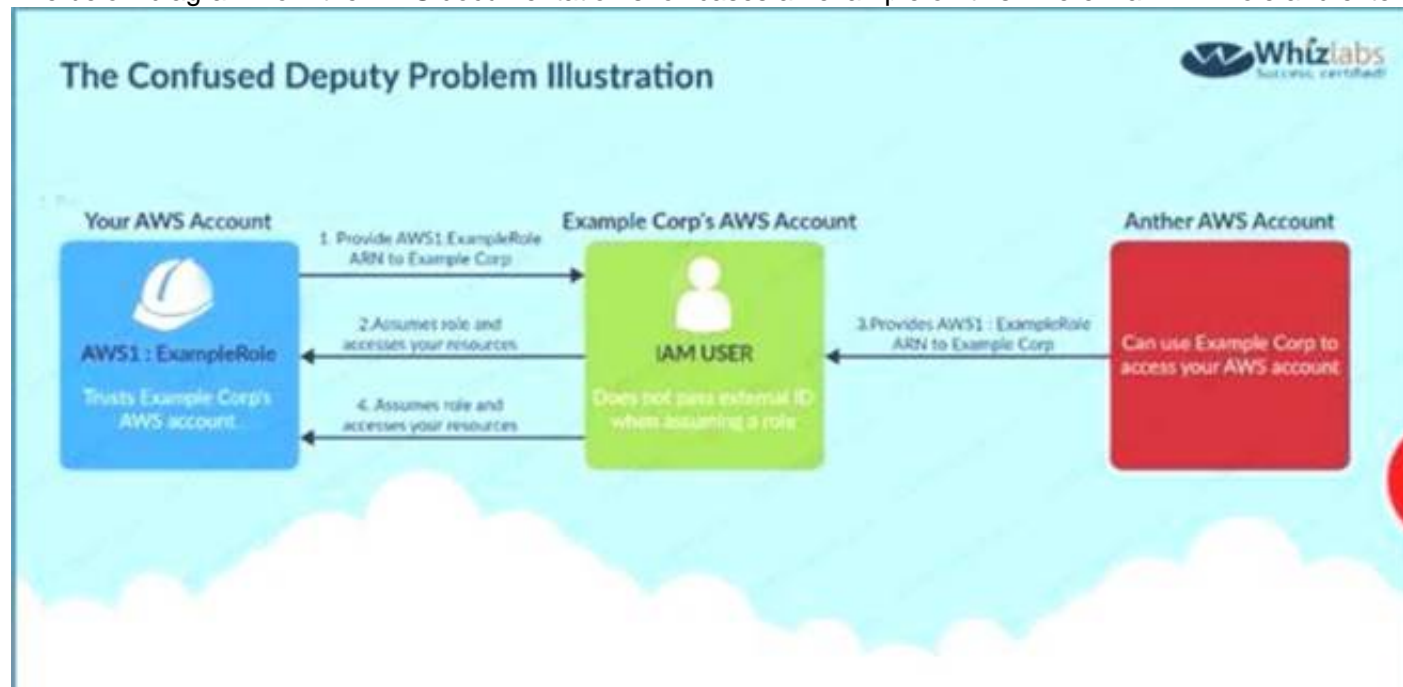 The Confused Deputy Problem Illustration
Whizlabs
Success, certified!
Your AWS Account
1. Provide AWS1:ExampleRole
ARN to Example Corp
Example Corp's AWS Account
Anther AWS Account
2.Assumes role and
accesses your resources
3.Provides AWS1 : ExampleRole
ARN to Example Corp
AWS1 : ExampleRole
Trusts Example Corp's
AWS account
IAM USER
Does not pass external ID
when assuming a role
Can use Example Corp to
access your AWS account
4. Assumes role and
accesses your resources